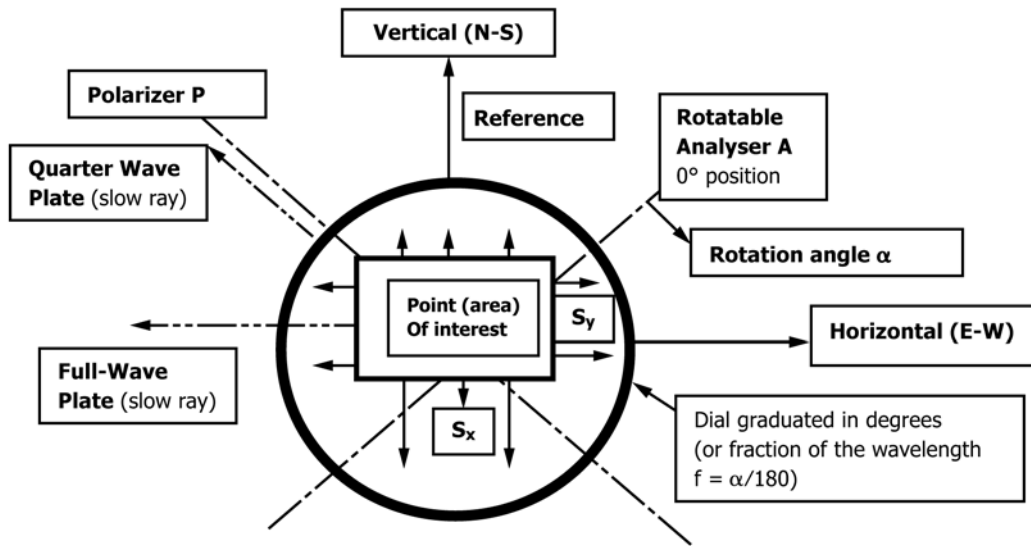 Vertical (N-S)
Polarizer P
Reference
Rotatable
Analyser A
0° position
Quarter Wave
Plate (slow ray)
Rotation angle α
Point (area)
Of interest
Sy
Horizontal (E-W)
Full-Wave
Plate (slow ray)
Sx
Dial graduated in degrees
(or fraction of the wavelength
f = α/180)